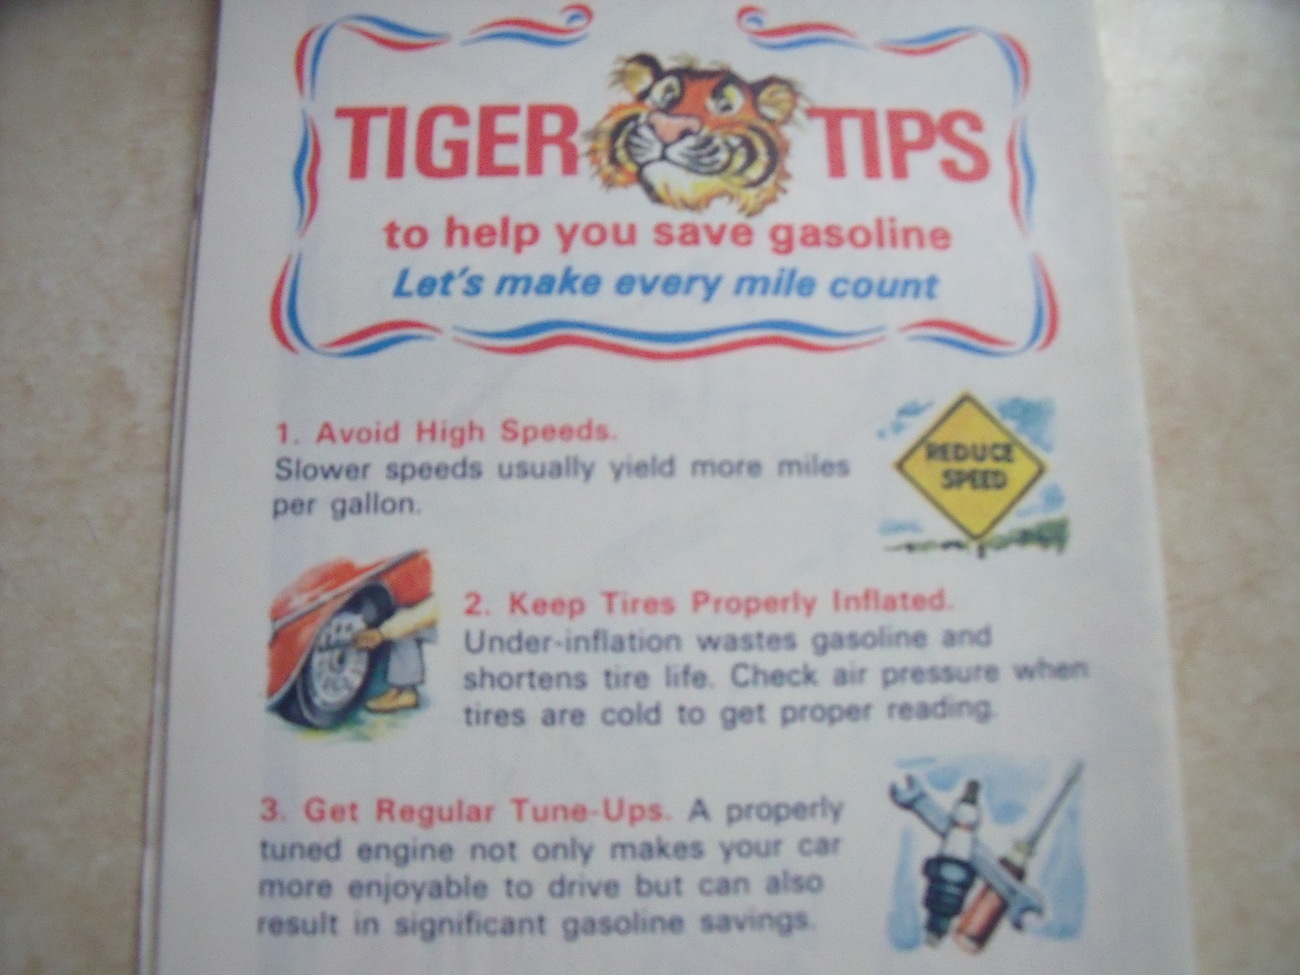 TIGER TIPS
to help you save gasoline
Let's make every mile count
1. Avoid High Speeds.
Slower speeds usually yield more miles
per gallon.
REDUCE
SPEED
2. Keep Tires Properly Inflated.
Under-inflation wastes gasoline and
shortens tire life. Check air pressure when
tires are cold to get proper reading.
3. Get Regular Tune-Ups. A properly
tuned engine not only makes your car
more enjoyable to drive but can also
result in significant gasoline savings.